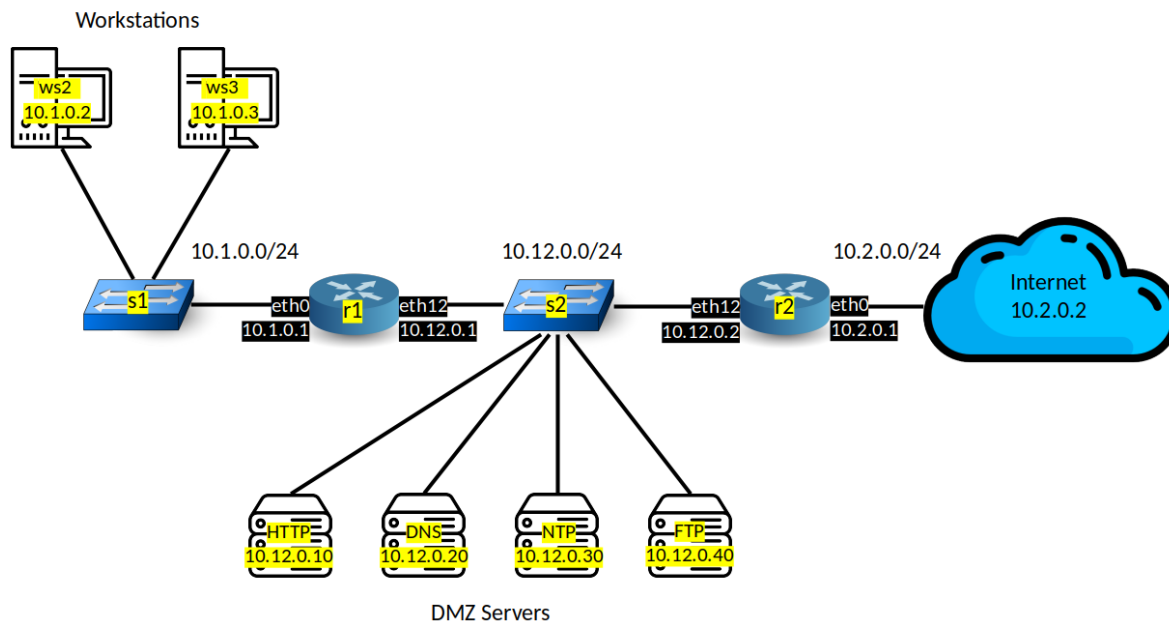 Workstations
ws2
10.1.0.2
ws3
10.1.0.3
10.1.0.0/24
10.12.0.0/24
10.2.0.0/24
s1
eth0
10.1.0.1
r1
eth12
10.12.0.1
s2
eth12
10.12.0.2
r2
eth0
10.2.0.1
Internet
10.2.0.2
HTTP
10.12.0.10
DNS
10.12.0.20
NTP
10.12.0.30
FTP
10.12.0.40
DMZ Servers